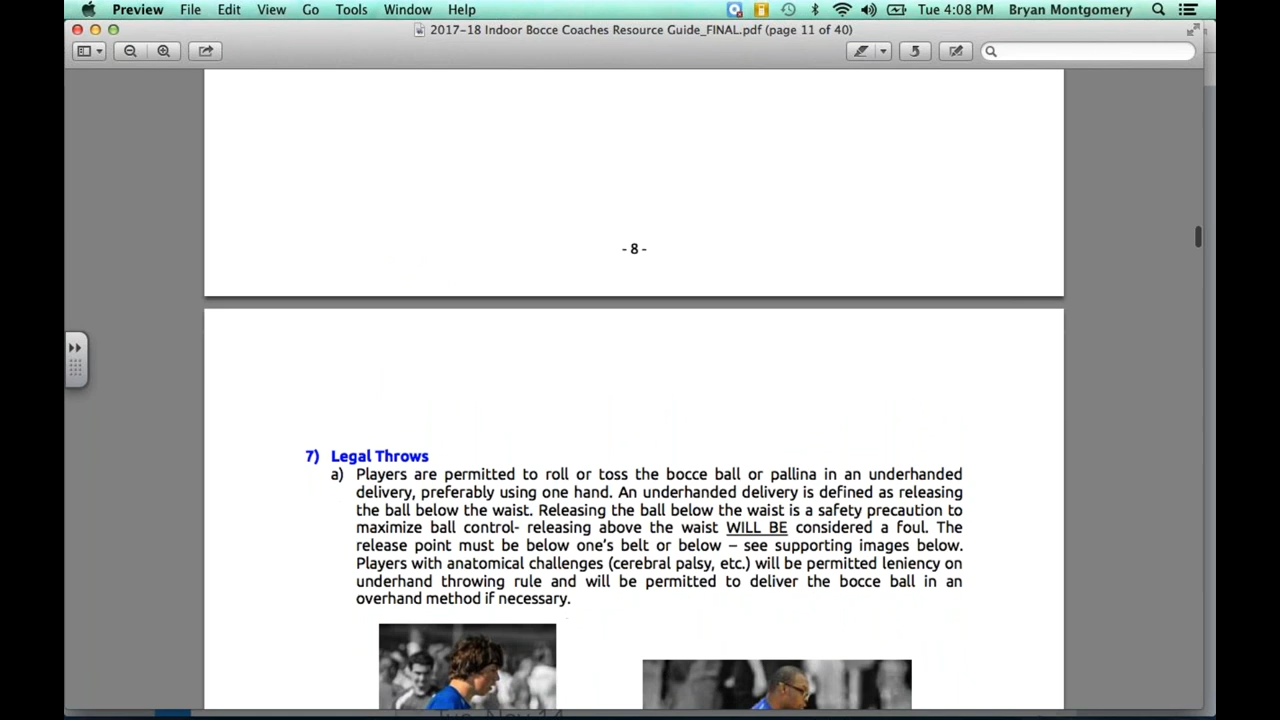 Preview File Edit View Go Tools Window Help Tue 4:08 PM Bryan Montgomery
2017-18 Indoor Bocce Coaches Resource Guide_FINAL.pdf (page 11 of 40)
- 8 -
7) Legal Throws
a) Players are permitted to roll or toss the bocce ball or pallina in an underhanded
delivery, preferably using one hand. An underhanded delivery is defined as releasing
the ball below the waist. Releasing the ball below the waist is a safety precaution to
maximize ball control- releasing above the waist WILL BE considered a foul. The
release point must be below one's belt or below – see supporting images below.
Players with anatomical challenges (cerebral palsy, etc.) will be permitted leniency on
underhand throwing rule and will be permitted to deliver the bocce ball in an
overhand method if necessary.
Tue, Nov 14